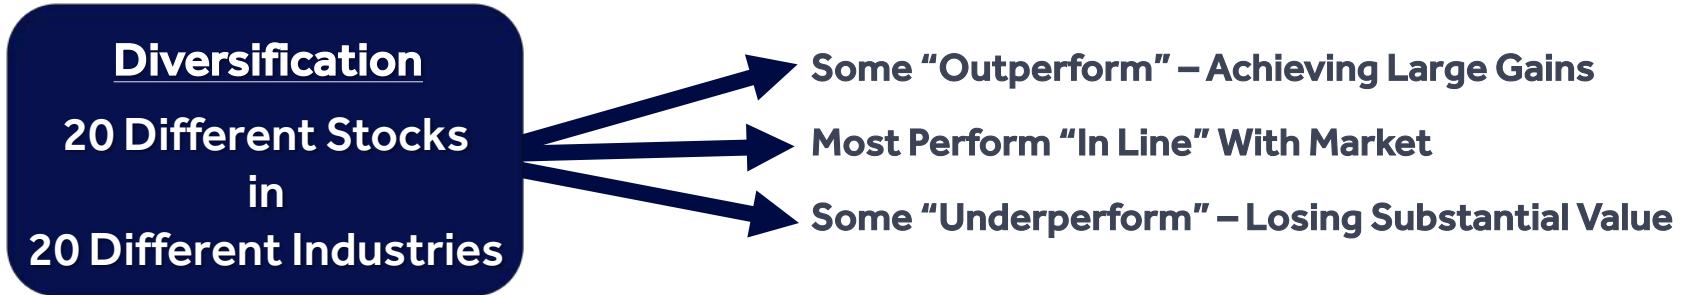 Diversification
20 Different Stocks
in
20 Different Industries
Some “Outperform” – Achieving Large Gains
Most Perform “In Line” With Market
Some “Underperform” – Losing Substantial Value